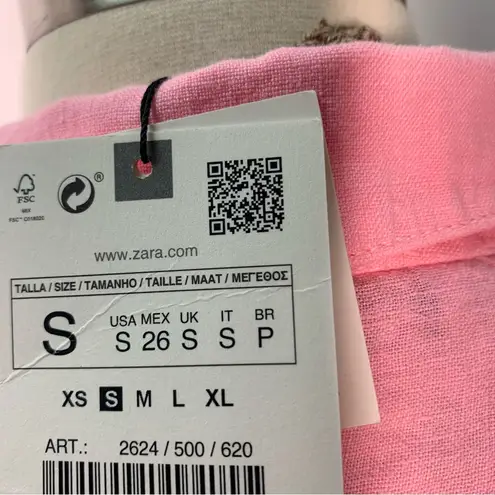 ®
FSC
MIX
www.zara.com
TALLA / SIZE / TAMANHO / TAILLE / MAAT / ΜΕΓΕΘΟΣ
S USA MEX UK IT BR
S 26 S S P
XS S M L XL
ART.: 2624 / 500 / 620